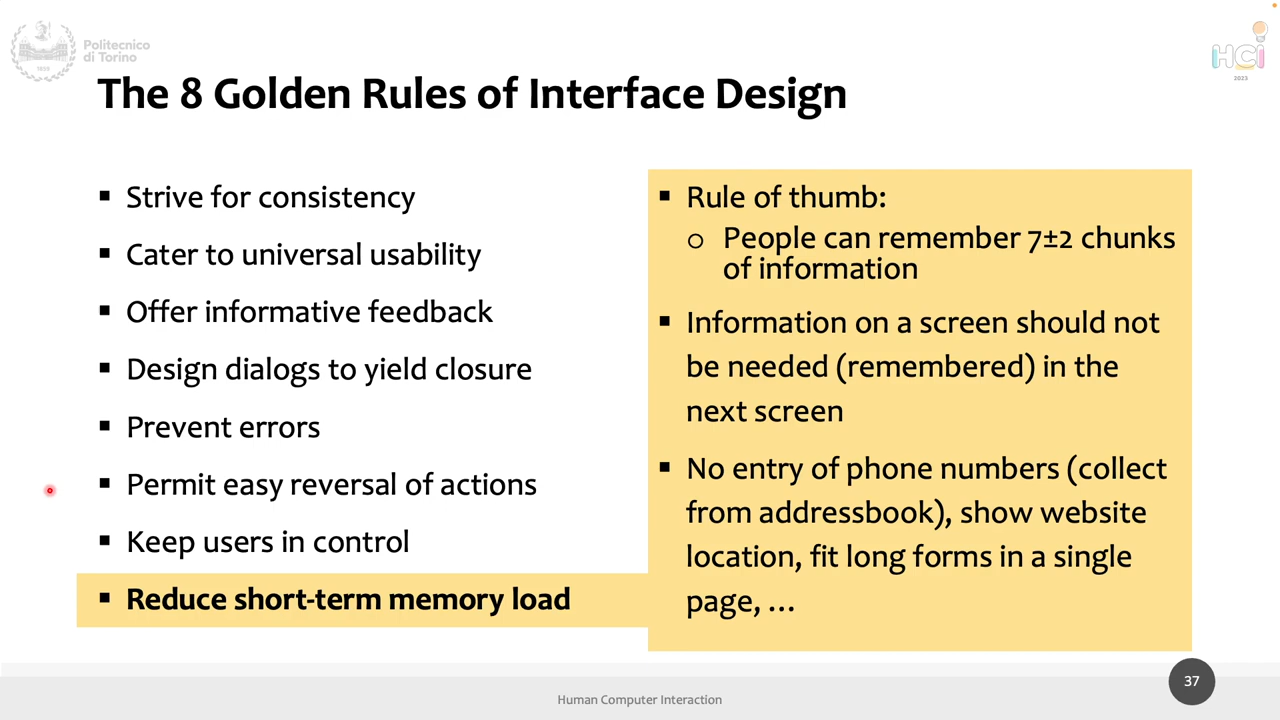 Politecnico
di Torino
1859
HCI
2023
The 8 Golden Rules of Interface Design
▪ Strive for consistency
▪ Cater to universal usability
▪ Offer informative feedback
▪ Design dialogs to yield closure
▪ Prevent errors
▪ Permit easy reversal of actions
▪ Keep users in control
▪ Reduce short-term memory load
▪ Rule of thumb:
o People can remember 7±2 chunks
of information
▪ Information on a screen should not
be needed (remembered) in the
next screen
▪ No entry of phone numbers (collect
from addressbook), show website
location, fit long forms in a single
page, …
Human Computer Interaction
37